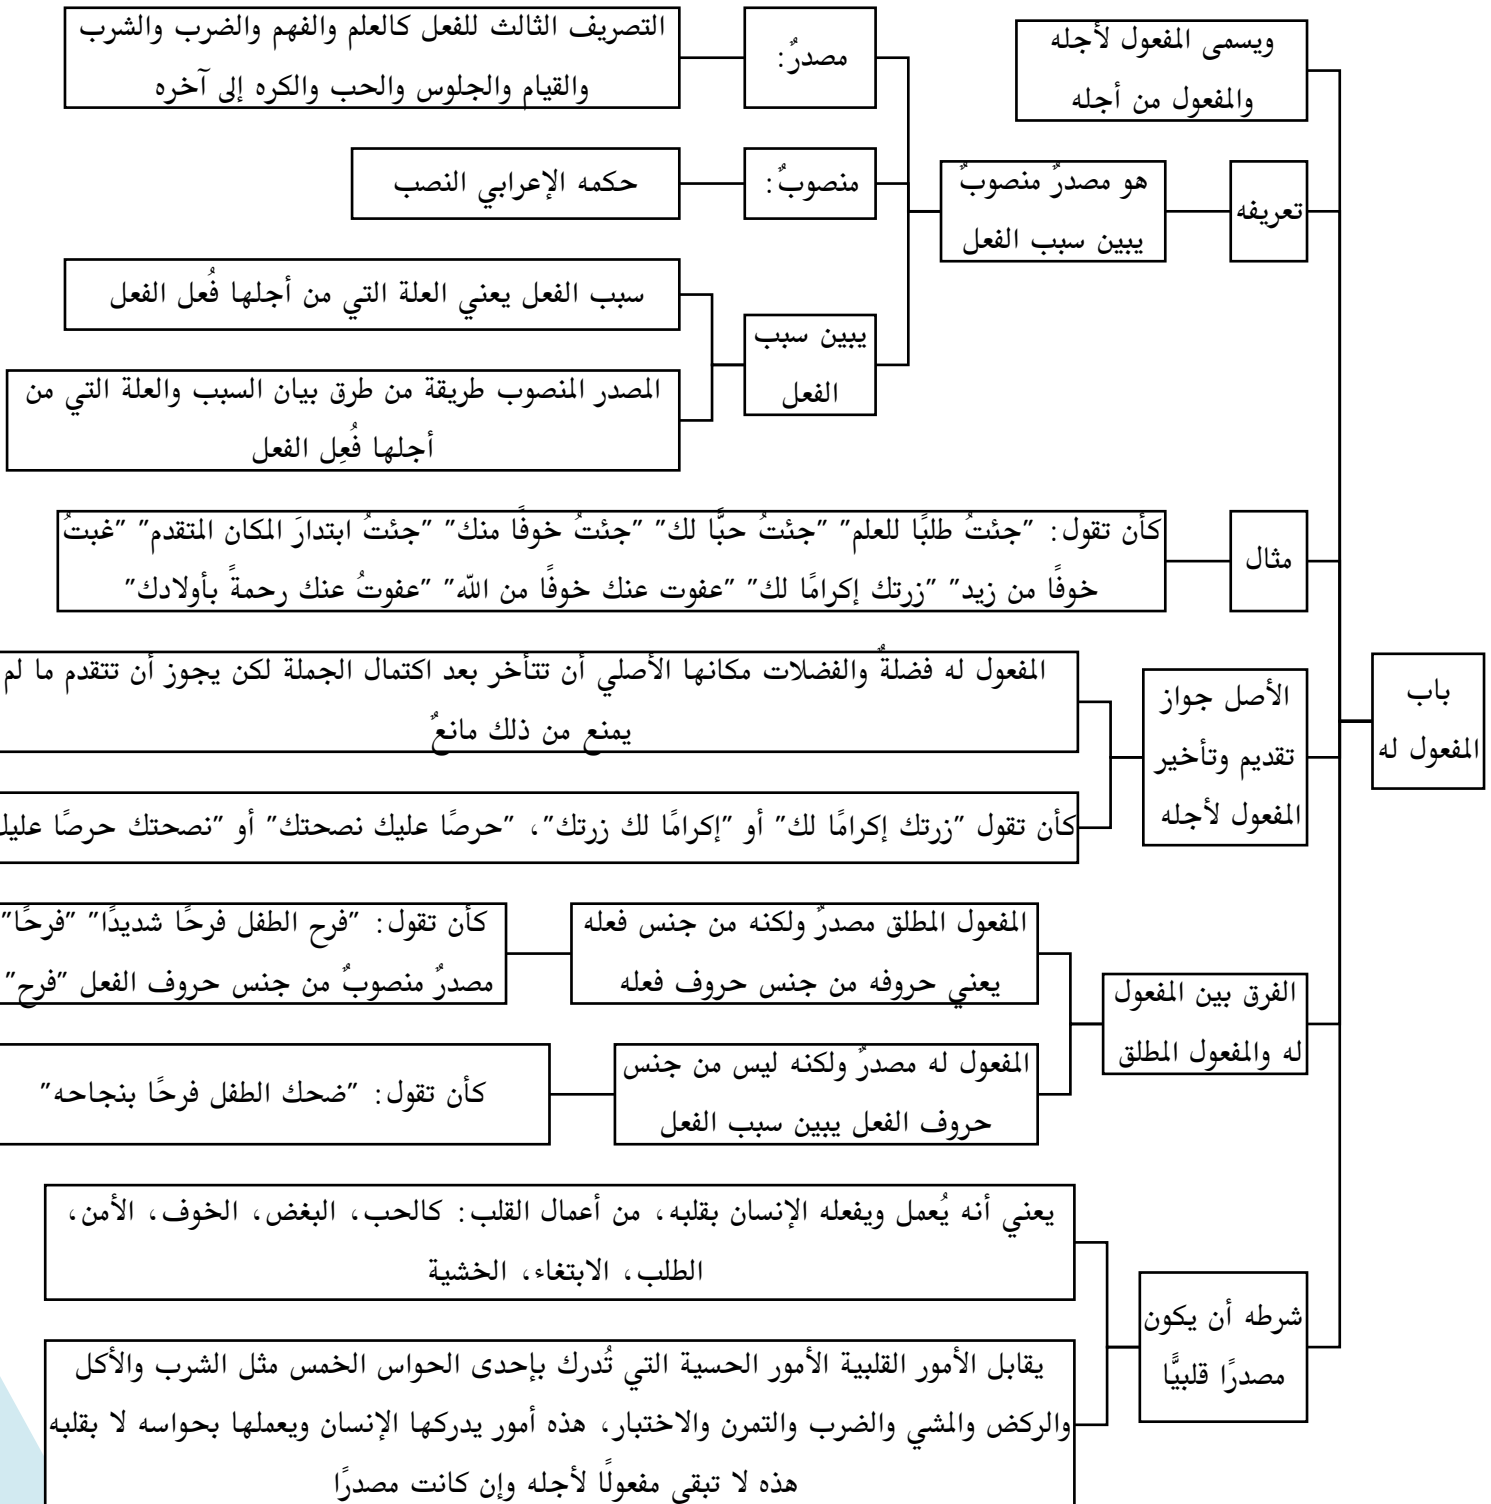 باب
المفعول له
ويسمى المفعول لأجله
والمفعول من أجله
تعريفه
هو مصدرٌ منصوبٌ
يبين سبب الفعل
مصدرٌ:
التصريف الثالث للفعل كالعلم والفهم والضرب والشرب
والقيام والجلوس والحب والكره إلى آخره
منصوبٌ:
حكمه الإعرابي النصب
يبين سبب
الفعل
سبب الفعل يعني العلة التي من أجلها فُعل الفعل
المصدر المنصوب طريقة من طرق بيان السبب والعلة التي من
أجلها فُعِل الفعل
مثال
كأن تقول: "جئتُ طلبًا للعلم" "جئتُ حبًّا لك" "جئتُ خوفًا منك" "جئتُ ابتدارَ المكان المتقدم" "غبتُ
خوفًا من زيد" "زرتك إكرامًا لك" "عفوت عنك خوفًا من الله" "عفوتُ عنك رحمةً بأولادك"
الأصل جواز
تقديم وتأخير
المفعول لأجله
المفعول له فضلةٌ والفضلات مكانها الأصلي أن تتأخر بعد اكتمال الجملة لكن يجوز أن تتقدم ما لم
يمنع من ذلك مانعٌ
كأن تقول "زرتك إكرامًا لك" أو "إكرامًا لك زرتك"، "حرصًا عليك نصحتك" أو "نصحتك حرصًا عليك
الفرق بين المفعول
له والمفعول المطلق
المفعول المطلق مصدرٌ ولكنه من جنس فعله
يعني حروفه من جنس حروف فعله
كأن تقول: "فرح الطفل فرحًا شديدًا" "فرحًا"
مصدرٌ منصوبٌ من جنس حروف الفعل "فرح"
المفعول له مصدرٌ ولكنه ليس من جنس
حروف الفعل يبين سبب الفعل
كأن تقول: "ضحك الطفل فرحًا بنجاحه"
شرطه أن يكون
مصدرًا قلبيًّا
يعني أنه يُعمل ويفعله الإنسان بقلبه، من أعمال القلب: كالحب، البغض، الخوف، الأمن،
الطلب، الابتغاء، الخشية
يقابل الأمور القلبية الأمور الحسية التي تُدرك بإحدى الحواس الخمس مثل الشرب والأكل
والركض والمشي والضرب والتمرن والاختبار، هذه أمور يدركها الإنسان ويعملها بحواسه لا بقلبه
هذه لا تبقى مفعولًا لأجله وإن كانت مصدرًا